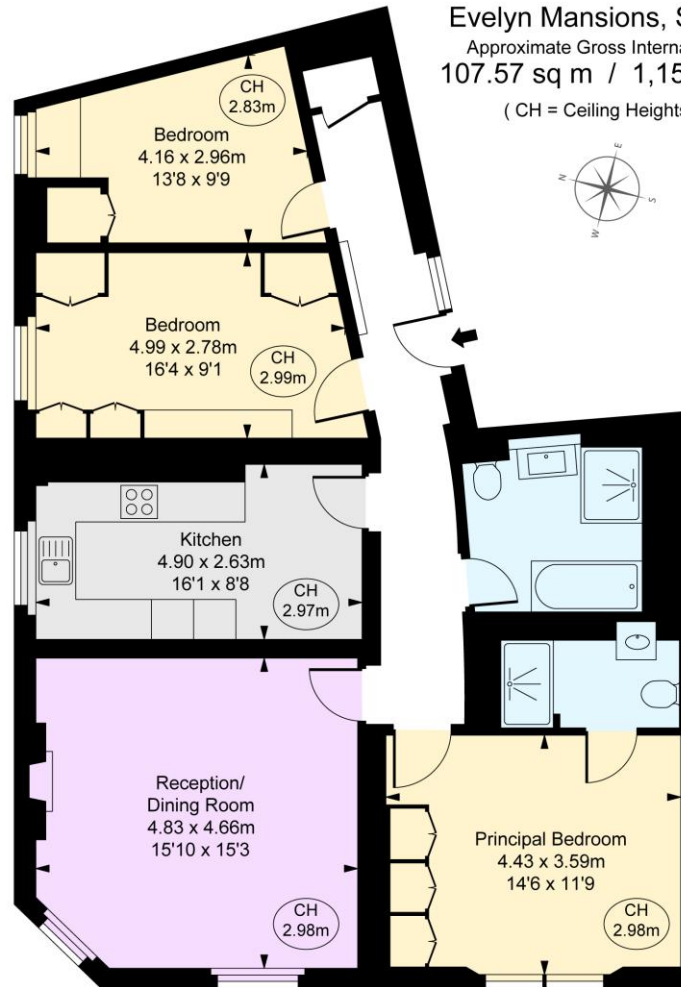 Evelyn Mansions,
Approximate Gross
107.57 sq m /
( CH = Ceiling
N
E
S
W
CH
2.83m
Bedroom
4.16 x 2.96m
13'8 x 9'9
Bedroom
4.99 x 2.78m
16'4 x 9'1
CH
2.99m
Kitchen
4.90 x 2.63m
16'1 x 8'8
CH
2.97m
Reception/
Dining Room
4.83 x 4.66m
15'10 x 15'3
CH
2.98m
Principal Bedroom
4.43 x 3.59m
14'6 x 11'9
CH
2.98m